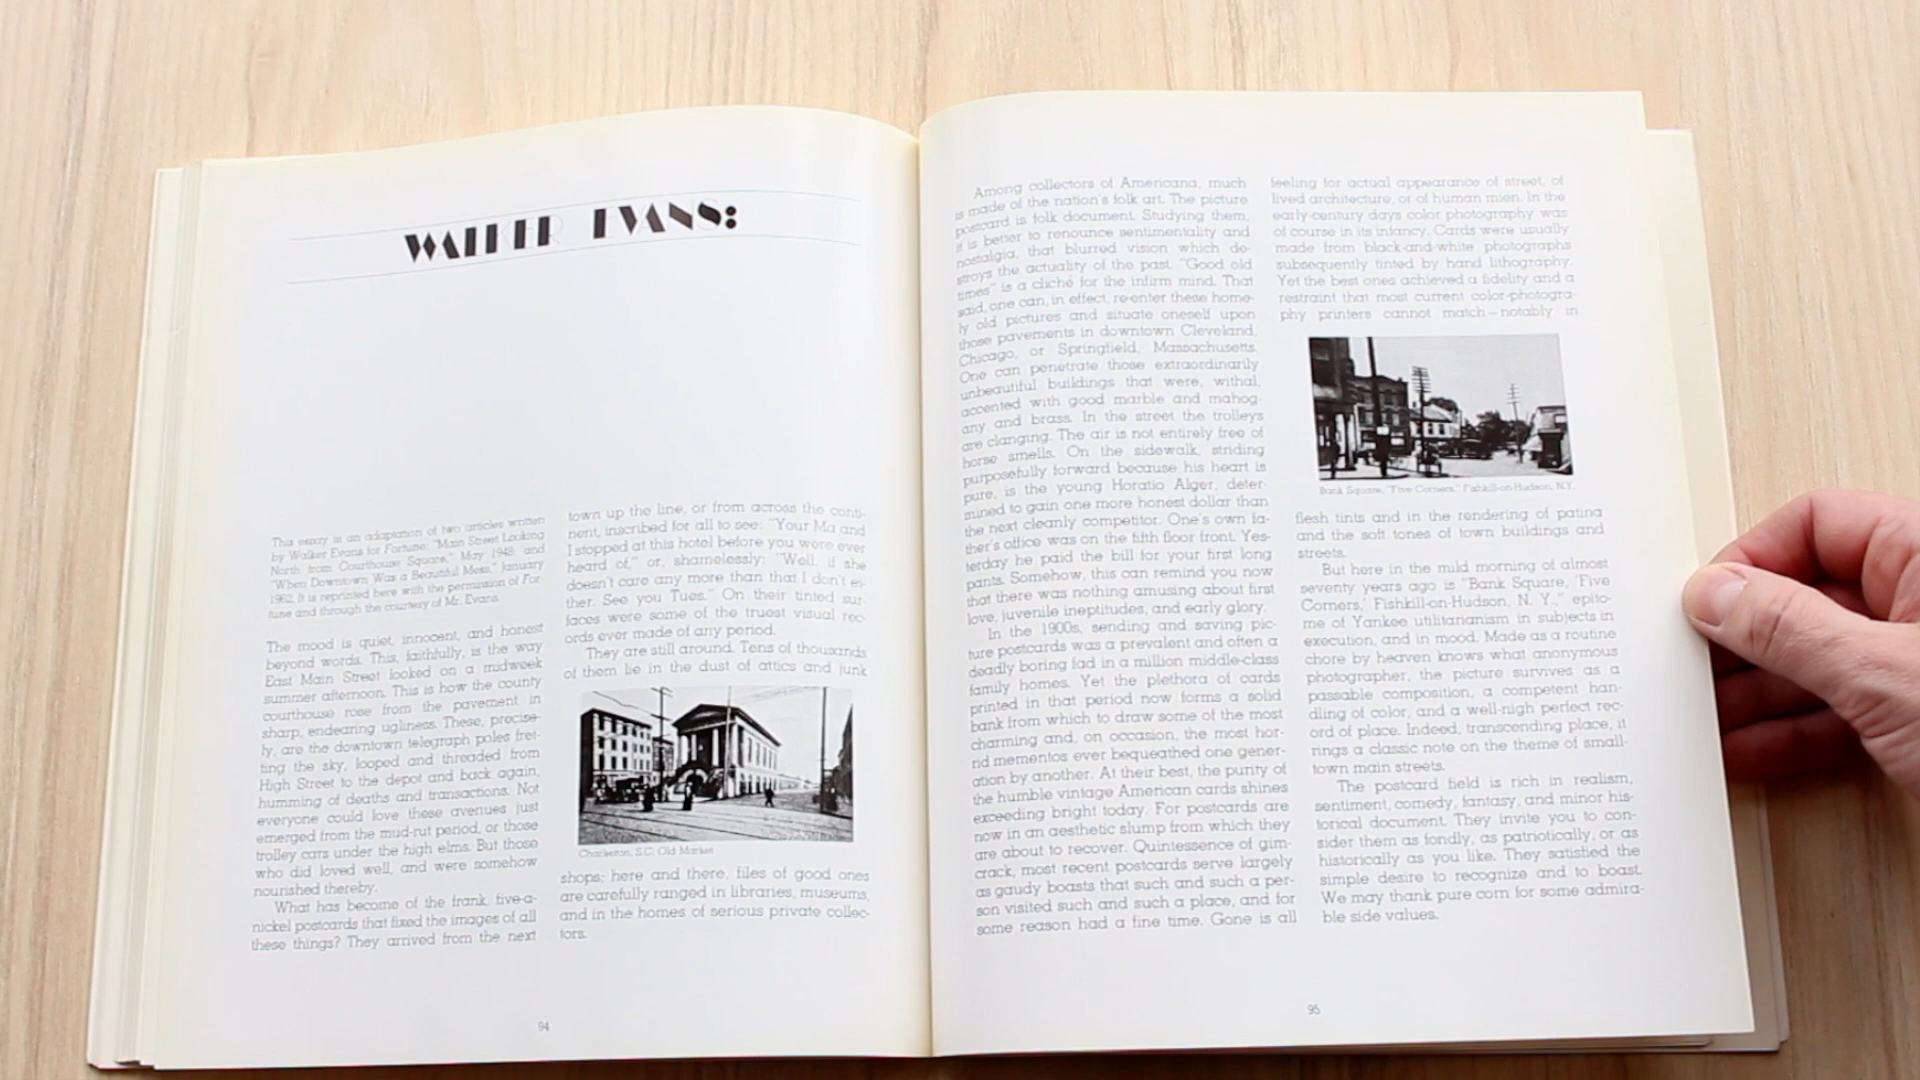 WALKER EVANS:
This essay is an adaptation of two articles written
by Walker Evans for Fortune: "Main Street Looking
North from Courthouse Square," May 1948; and
"When Downtown Was a Beautiful Mess," January
1962. It is reprinted here with the permission of For-
tune and through the courtesy of Mr. Evans.
The mood is quiet, innocent, and honest
beyond words. This, faithfully, is the way
East Main Street looked on a midweek
summer afternoon. This is how the county
courthouse rose from the pavement in
sharp, endearing ugliness. These, precise-
ly, are the downtown telegraph poles fret-
ting the sky, looped and threaded from
High Street to the depot and back again,
humming of deaths and transactions. Not
everyone could love these avenues just
emerged from the mud-rut period, or those
trolley cars under the high elms. But those
who did loved well, and were somehow
nourished thereby.
What has become of the frank, five-a-
nickel postcards that fixed the images of all
these things? They arrived from the next
town up the line, or from across the conti-
nent, inscribed for all to see: "Your Ma and
I stopped at this hotel before you were ever
heard of," or, shamelessly: "Well, if she
doesn't care any more than that I don't ei-
ther. See you Tues." On their tinted sur-
faces were some of the truest visual rec-
ords ever made of any period.
They are still around. Tens of thousands
of them lie in the dust of attics and junk
Charleston, S.C. Old Market
shops; here and there, files of good ones
are carefully ranged in libraries, museums,
and in the homes of serious private collec-
tors.
94
Among collectors of Americana, much
is made of the nation's folk art. The picture
postcard is folk document. Studying them,
it is better to renounce sentimentality and
nostalgia, that blurred vision which de-
stroys the actuality of the past. "Good old
times" is a cliché for the infirm mind. That
said, one can, in effect, re-enter these home-
ly old pictures and situate oneself upon
those pavements in downtown Cleveland,
Chicago, or Springfield, Massachusetts.
One can penetrate those extraordinarily
unbeautiful buildings that were, withal,
accented with good marble and mahog-
any and brass. In the street the trolleys
are clanging. The air is not entirely free of
horse smells. On the sidewalk, striding
purposefully forward because his heart is
pure, is the young Horatio Alger, deter-
mined to gain one more honest dollar than
the next cleanly competitor. One's own fa-
ther's office was on the fifth floor front. Yes-
terday he paid the bill for your first long
pants. Somehow, this can remind you now
that there was nothing amusing about first
love, juvenile ineptitudes, and early glory.
In the 1900s, sending and saving pic-
ture postcards was a prevalent and often a
deadly boring fad in a million middle-class
family homes. Yet the plethora of cards
printed in that period now forms a solid
bank from which to draw some of the most
charming and, on occasion, the most hor-
rid mementos ever bequeathed one gener-
ation by another. At their best, the purity of
the humble vintage American cards shines
exceeding bright today. For postcards are
now in an aesthetic slump from which they
are about to recover. Quintessence of gim-
crack, most recent postcards serve largely
as gaudy boasts that such and such a per-
son visited such and such a place, and for
some reason had a fine time. Gone is all
feeling for actual appearance of street, of
lived architecture, or of human mien. In the
early-century days color photography was
of course in its infancy. Cards were usually
made from black-and-white photographs
subsequently tinted by hand lithography.
Yet the best ones achieved a fidelity and a
restraint that most current color-photogra-
phy printers cannot match—notably in
Bank Square, "Five Corners," Fishkill-on-Hudson, N.Y.
flesh tints and in the rendering of patina
and the soft tones of town buildings and
streets.
But here in the mild morning of almost
seventy years ago is "Bank Square, 'Five
Corners,' Fishkill-on-Hudson, N. Y.," epito-
me of Yankee utilitarianism in subjects in
execution, and in mood. Made as a routine
chore by heaven knows what anonymous
photographer, the picture survives as a
passable composition, a competent han-
dling of color, and a well-nigh perfect rec-
ord of place. Indeed, transcending place, it
rings a classic note on the theme of small-
town main streets.
The postcard field is rich in realism,
sentiment, comedy, fantasy, and minor his-
torical document. They invite you to con-
sider them as fondly, as patriotically, or as
historically as you like. They satisfied the
simple desire to recognize and to boast.
We may thank pure corn for some admira-
ble side values.
95